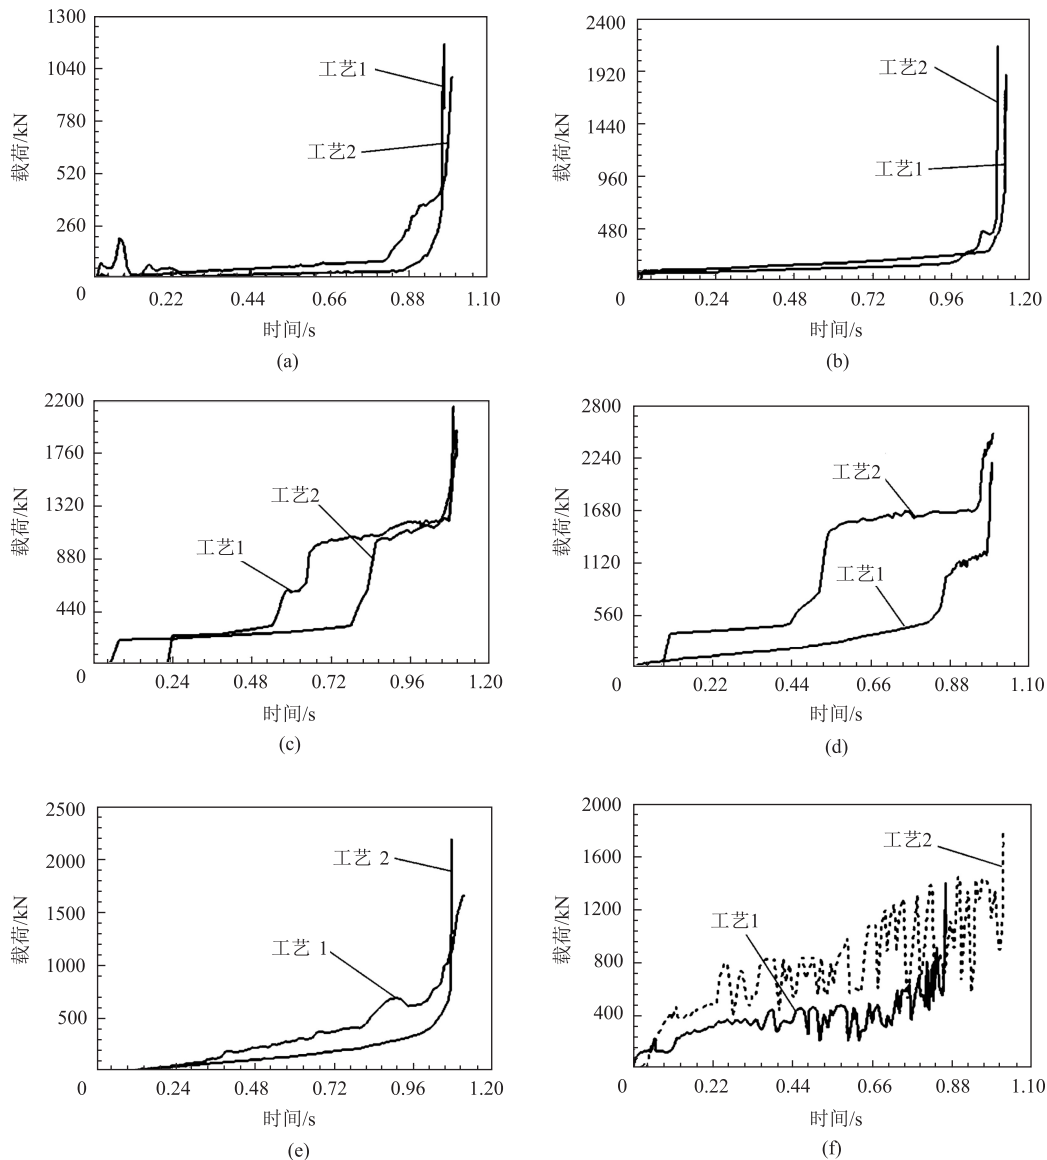 1300
1040
780
520
260
0
载荷/kN
工艺1
工艺2
0.22 0.44 0.66 0.88 1.10
时间/s
(a)
2400
1920
1440
960
480
0
载荷/kN
工艺2
工艺1
0.24 0.48 0.72 0.96 1.20
时间/s
(b)
2200
1760
1320
880
440
0
载荷/kN
工艺2
工艺1
0.24 0.48 0.72 0.96 1.20
时间/s
(c)
2800
2240
1680
1120
560
0
载荷/kN
工艺2
工艺1
0.22 0.44 0.66 0.88 1.10
时间/s
(d)
2500
2000
1500
1000
500
0
载荷/kN
工艺 2
工艺 1
0.24 0.48 0.72 0.96 1.20
时间/s
(e)
2000
1600
1200
800
400
0
载荷/kN
工艺2
工艺1
0.22 0.44 0.66 0.88 1.10
时间/s
(f)